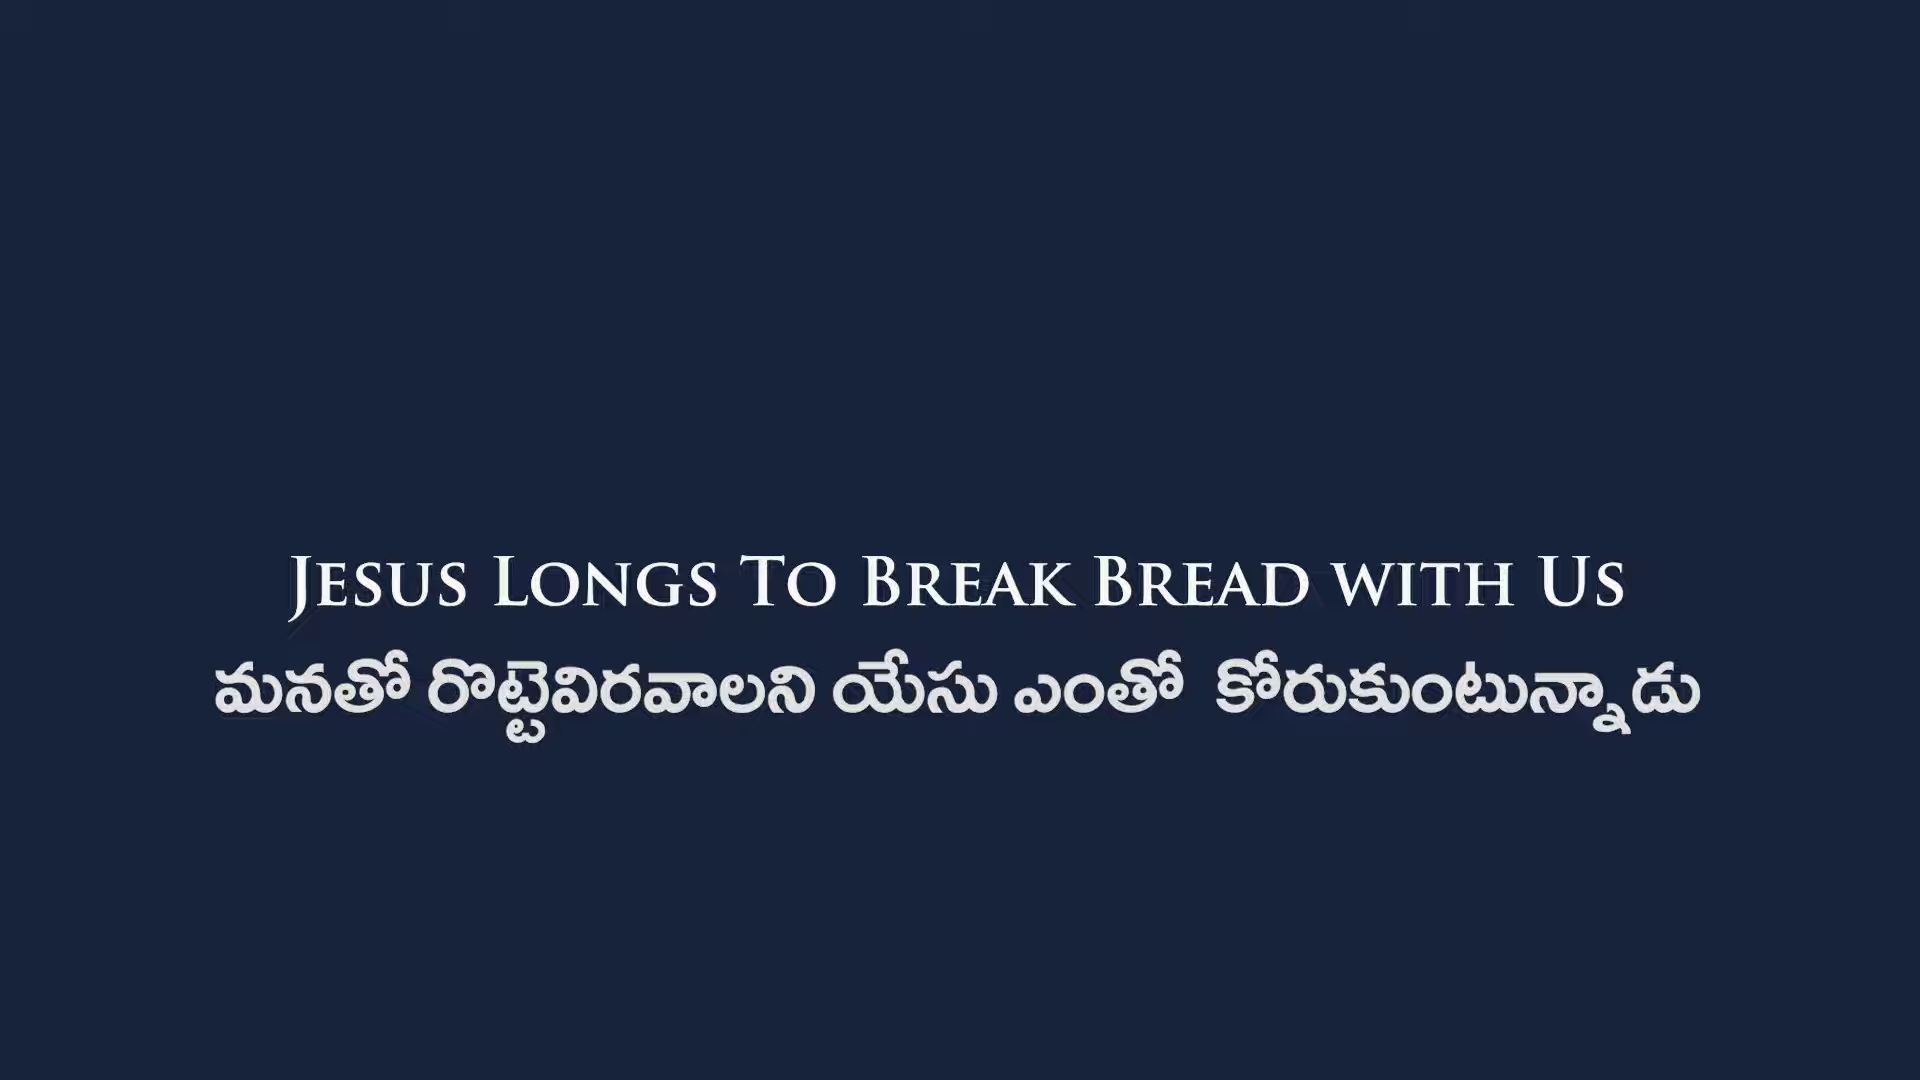 Jesus Longs To Break Bread with Us
మనతో రొట్టెవిరవాలని యేసు ఎంతో కోరుకుంటున్నాడు